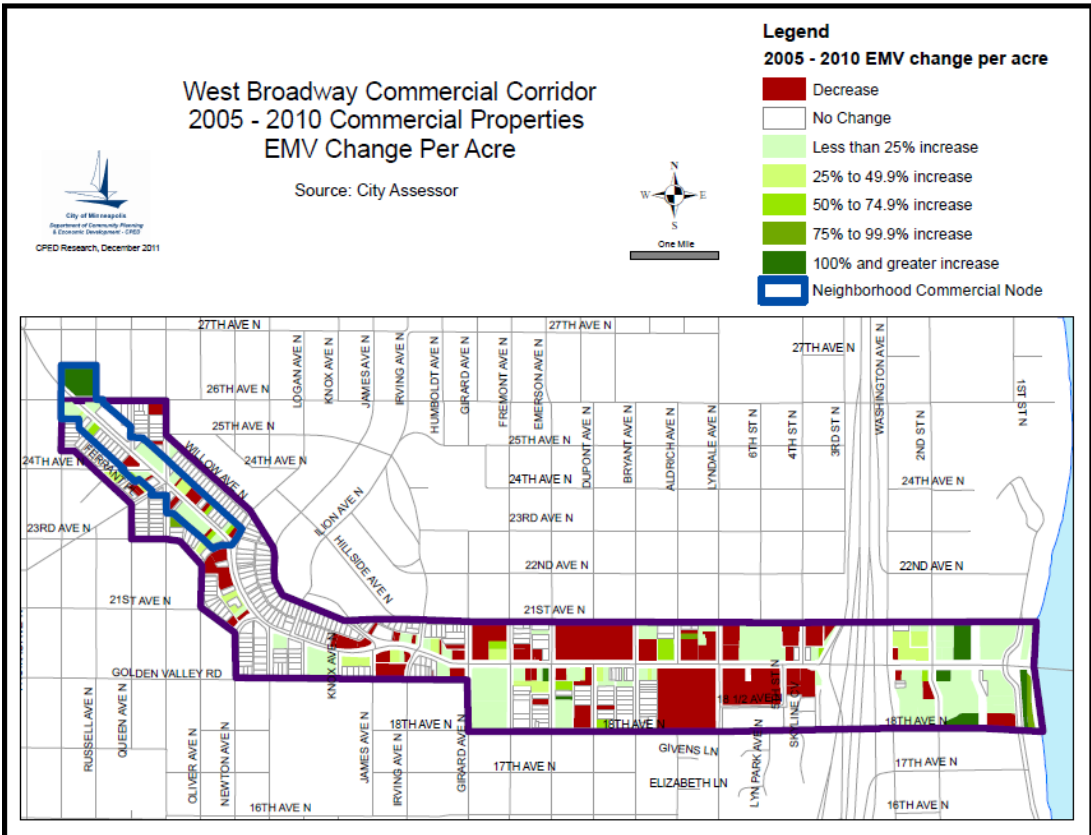 Legend
2005 - 2010 EMV change per acre
Decrease
No Change
Less than 25% increase
25% to 49.9% increase
50% to 74.9% increase
75% to 99.9% increase
100% and greater increase
Neighborhood Commercial Node
West Broadway Commercial Corridor
2005 - 2010 Commercial Properties
EMV Change Per Acre
Source: City Assessor
City of Minneapolis
Department of Community Planning
& Economic Development - CPED
CPED Research, December 2011
N
W
E
S
One Mile
27TH AVE N
27TH AVE N
27TH AVE N
26TH AVE N
25TH AVE N
25TH AVE N
24TH AVE N
24TH AVE N
24TH AVE N
24TH AVE N
23RD AVE N
23RD AVE N
22ND AVE N
22ND AVE N
21ST AVE N
21ST AVE N
GOLDEN VALLEY RD
18TH AVE N
18TH AVE N
18TH AVE N
18 1/2 AVE
17TH AVE N
17TH AVE N
16TH AVE N
16TH AVE N
GIVENS LN
ELIZABETH LN
WILLOW AVE N
ILION AVE N
HILLSIDE AVE N
LOGAN AVE N
KNOX AVE N
JAMES AVE N
IRVING AVE N
HUMBOLDT AVE N
GIRARD AVE N
FREMONT AVE N
EMERSON AVE N
DUPONT AVE N
BRYANT AVE N
ALDRICH AVE N
LYNDALE AVE N
6TH ST N
4TH ST N
3RD ST N
WASHINGTON AVE N
2ND ST N
1ST ST N
RUSSELL AVE N
QUEEN AVE N
OLIVER AVE N
NEWTON AVE N
KNOX AVE N
JAMES AVE N
IRVING AVE N
GIRARD AVE N
LYN PARK AVE N